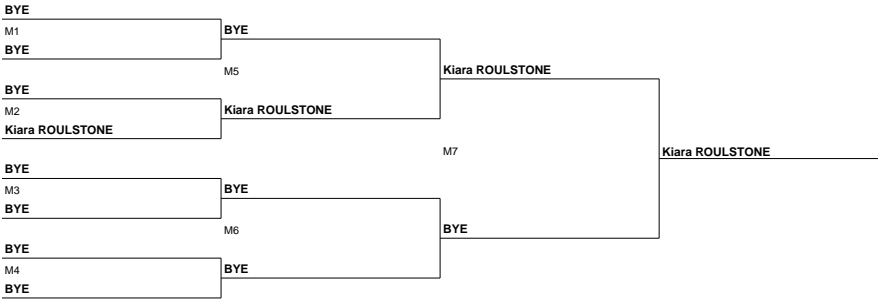 BYE
M1
BYE
BYE
M5
BYE
M2
Kiara ROULSTONE
Kiara ROULSTONE
Kiara ROULSTONE
M7
Kiara ROULSTONE
BYE
M3
BYE
BYE
M6
BYE
BYE
M4
BYE
BYE